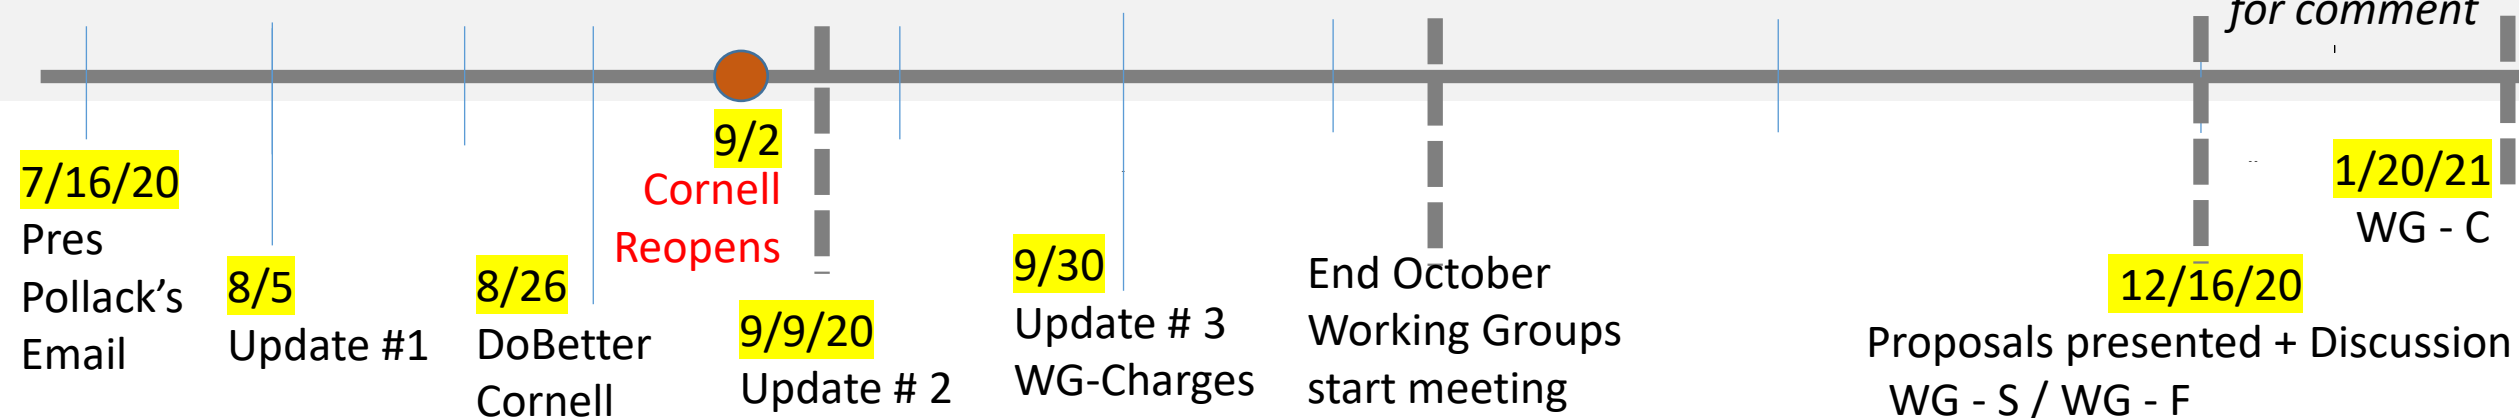 for comment
7/16/20
Pres
Pollack’s
Email
8/5
Update #1
8/26
DoBetter
Cornell
9/2
Cornell
Reopens
9/9/20
Update # 2
9/30
Update # 3
WG-Charges
End October
Working Groups
start meeting
12/16/20
Proposals presented + Discussion
WG - S / WG - F
1/20/21
WG - C